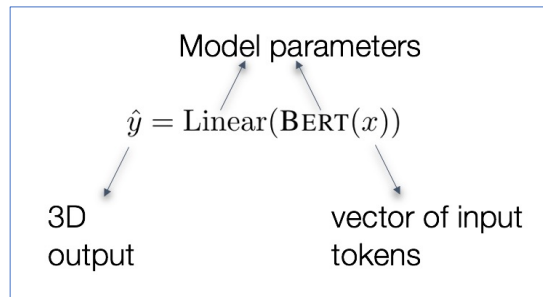 Model parameters
ŷ = Linear(BERT(x))
3D
output
vector of input
tokens